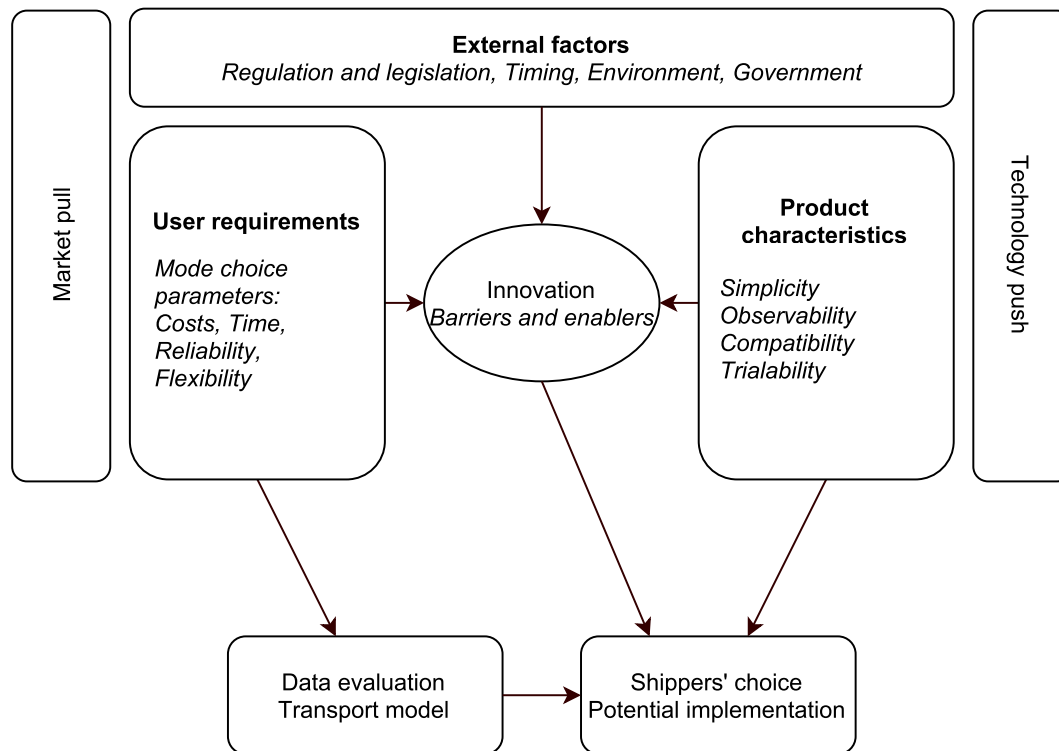 External factors
Regulation and legislation, Timing, Environment, Government
Market pull
User requirements
Mode choice
parameters:
Costs, Time,
Reliability,
Flexibility
Innovation
Barriers and enablers
Product
characteristics
Simplicity
Observability
Compatibility
Trialability
Technology push
Data evaluation
Transport model
Shippers' choice
Potential implementation